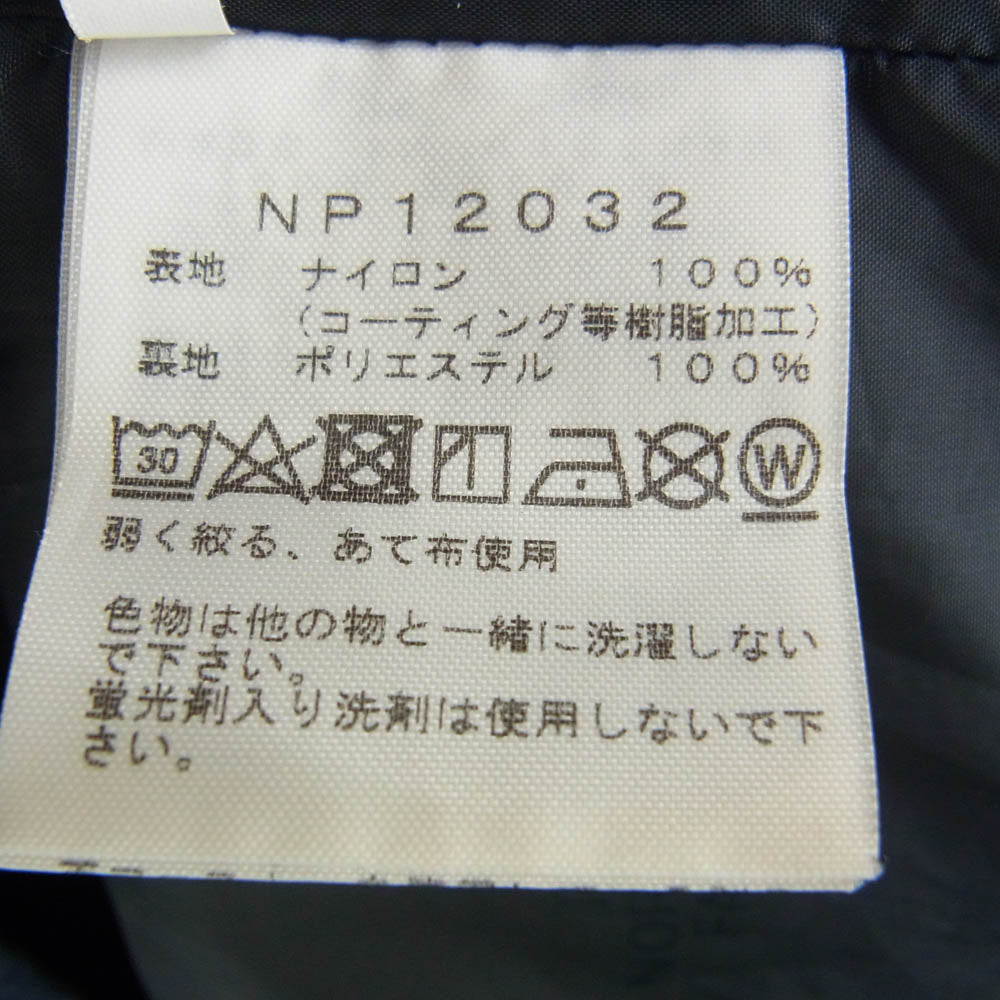 NP12032
表地 ナイロン 100%
(コーティング等樹脂加工)
裏地 ポリエステル 100%
30
W
弱く絞る、あて布使用
色物は他の物と一緒に洗濯しない
で下さい。
蛍光剤入り洗剤は使用しないで下
さい。